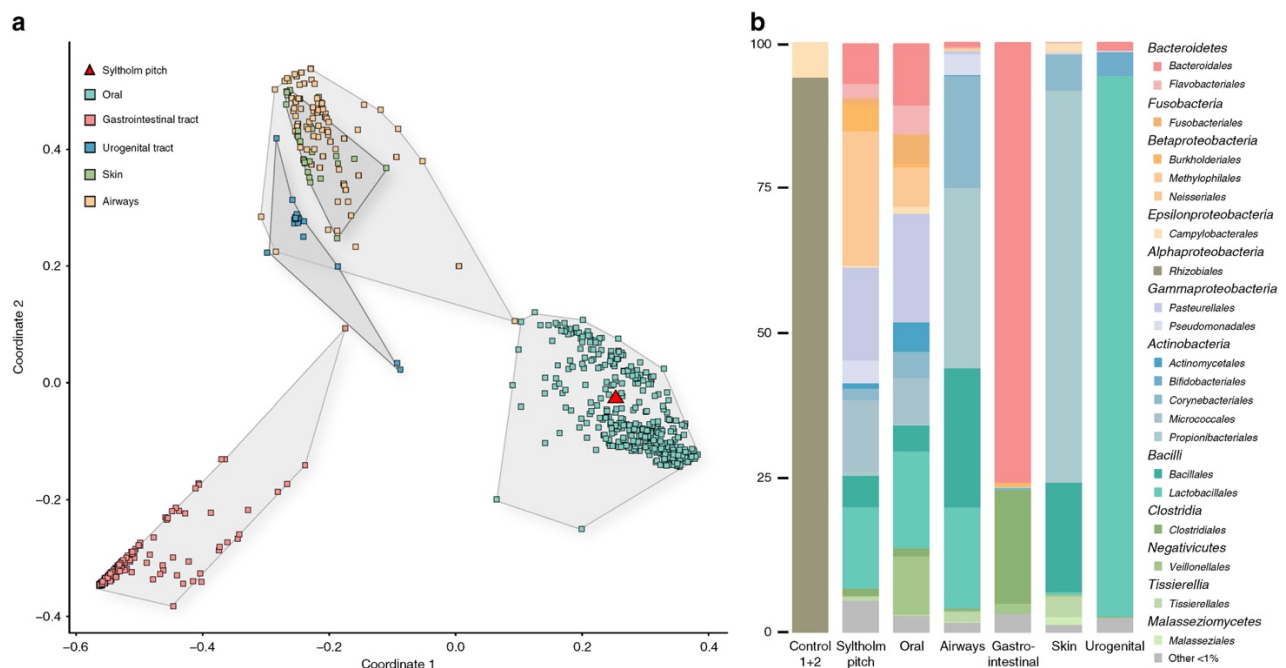 a
Syltholm pitch
Oral
Gastrointestinal tract
Urogenital tract
Skin
Airways
Coordinate 2
0.4
0.2
0.0
−0.2
−0.4
−0.6
−0.4
−0.2
0.0
0.2
0.4
Coordinate 1
b
100
75
50
25
0
Control 1+2
Syltholm pitch
Oral
Airways
Gastro-intestinal
Skin
Urogenital
Bacteroidetes
Bacteroidales
Flavobacteriales
Fusobacteria
Fusobacteriales
Betaproteobacteria
Burkholderiales
Methylophilales
Neisseriales
Epsilonproteobacteria
Campylobacterales
Alphaproteobacteria
Rhizobiales
Gammaproteobacteria
Pasteurellales
Pseudomonadales
Actinobacteria
Actinomycetales
Bifidobacteriales
Corynebacteriales
Micrococcales
Propionibacteriales
Bacilli
Bacillales
Lactobacillales
Clostridia
Clostridiales
Negativicutes
Veillonellales
Tissierellia
Tissierellales
Malasseziomycetes
Malasseziales
Other <1%